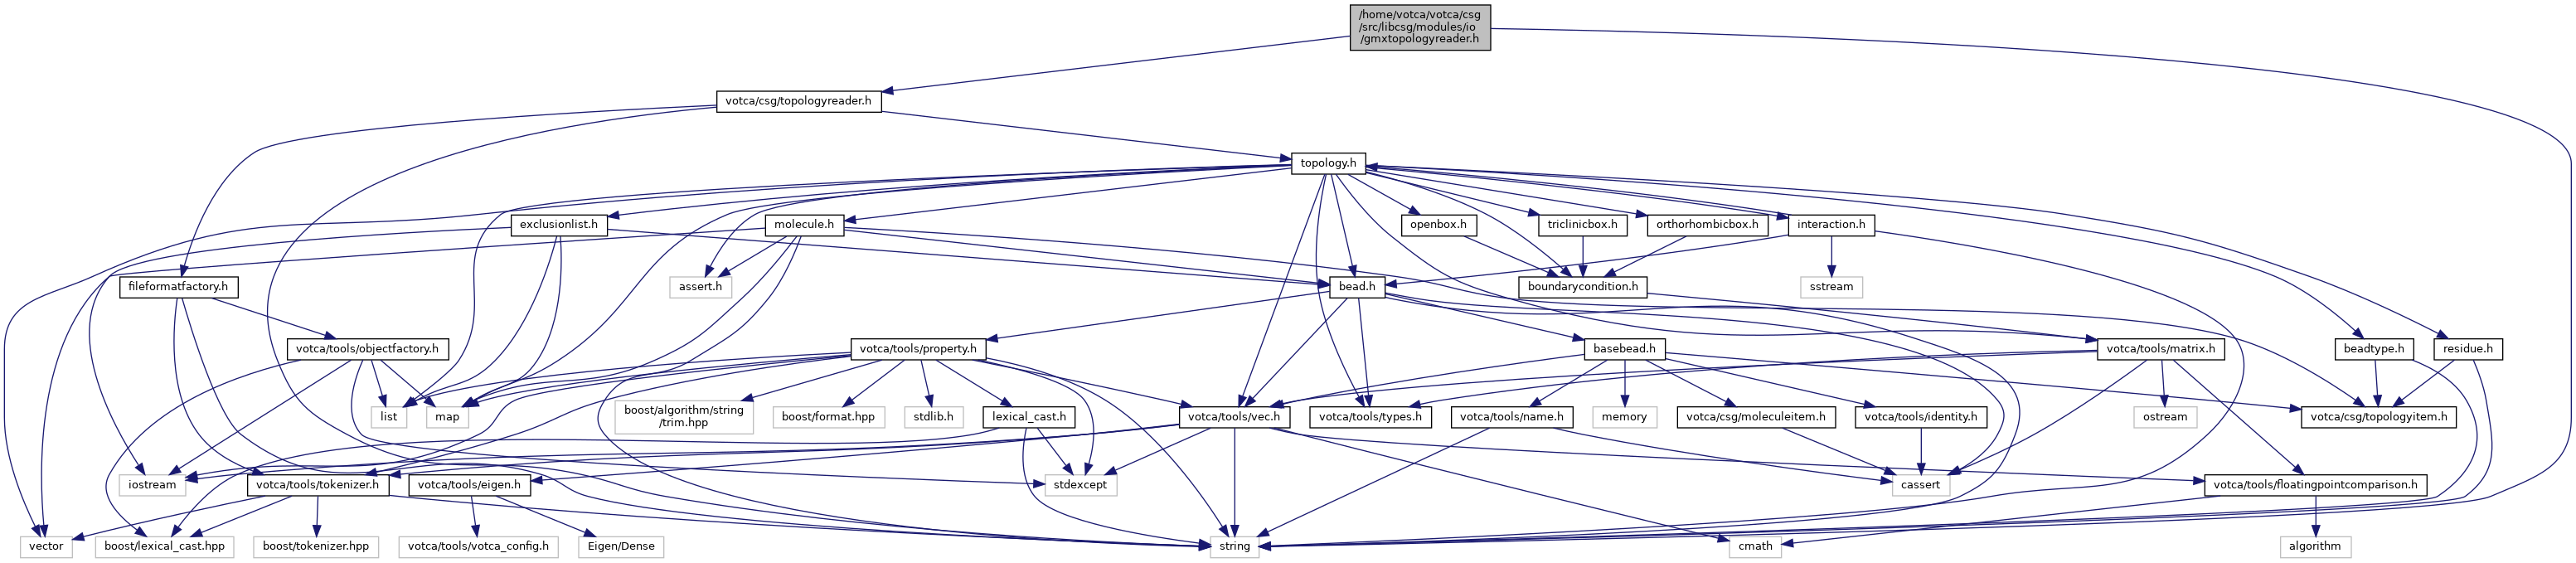 /home/votca/votca/csg
/src/libcsg/modules/io
/gmxtopologyreader.h
votca/csg/topologyreader.h
topology.h
exclusionlist.h
molecule.h
openbox.h
triclinicbox.h
orthorhombicbox.h
interaction.h
fileformatfactory.h
assert.h
bead.h
boundarycondition.h
sstream
votca/tools/objectfactory.h
votca/tools/property.h
basebead.h
votca/tools/matrix.h
beadtype.h
residue.h
list
map
boost/algorithm/string
/trim.hpp
boost/format.hpp
stdlib.h
lexical_cast.h
votca/tools/vec.h
votca/tools/types.h
votca/tools/name.h
memory
votca/csg/moleculeitem.h
votca/tools/identity.h
ostream
votca/csg/topologyitem.h
iostream
votca/tools/tokenizer.h
votca/tools/eigen.h
stdexcept
cassert
votca/tools/floatingpointcomparison.h
vector
boost/lexical_cast.hpp
boost/tokenizer.hpp
votca/tools/votca_config.h
Eigen/Dense
string
cmath
algorithm